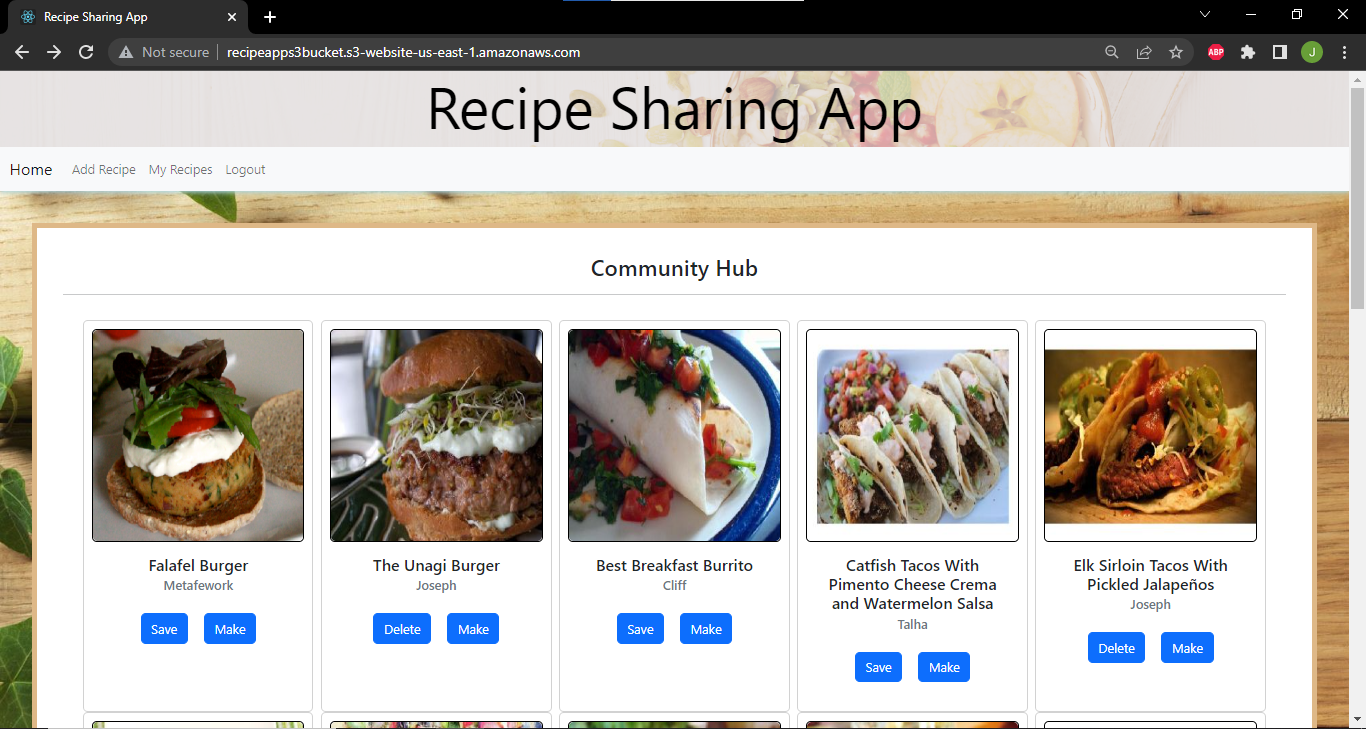 Recipe Sharing App
Not secure
recipeapps3bucket.s3-website-us-east-1.amazonaws.com
ABP
J
Recipe Sharing App
Home Add Recipe My Recipes Logout
Community Hub
Falafel Burger
Metafework
Save Make
The Unagi Burger
Joseph
Delete Make
Best Breakfast Burrito
Cliff
Save Make
Catfish Tacos With
Pimento Cheese Crema
and Watermelon Salsa
Talha
Save Make
Elk Sirloin Tacos With
Pickled Jalapeños
Joseph
Delete Make